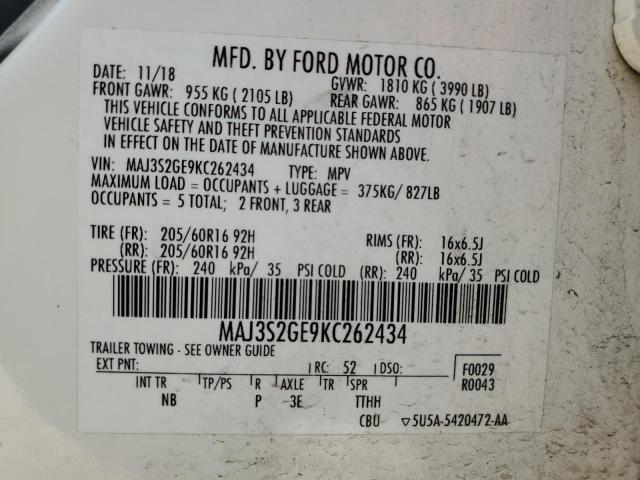 MFD. BY FORD MOTOR CO.
DATE: 11/18 GVWR: 1810 KG ( 3990 LB)
FRONT GAWR: 955 KG ( 2105 LB) REAR GAWR: 865 KG ( 1907 LB)
THIS VEHICLE CONFORMS TO ALL APPLICABLE FEDERAL MOTOR
VEHICLE SAFETY AND THEFT PREVENTION STANDARDS
IN EFFECT ON THE DATE OF MANUFACTURE SHOWN ABOVE.
VIN: MAJ3S2GE9KC262434 TYPE: MPV
MAXIMUM LOAD = OCCUPANTS + LUGGAGE = 375KG/ 827LB
OCCUPANTS = 5 TOTAL; 2 FRONT, 3 REAR
TIRE (FR): 205/60R16 92H RIMS (FR): 16x6.5J
(RR): 205/60R16 92H (RR): 16x6.5J
PRESSURE (FR): 240 kPa/ 35 PSI COLD (RR): 240 kPa/ 35 PSI COLD
MAJ3S2GE9KC262434
TRAILER TOWING - SEE OWNER GUIDE
EXT PNT: RC: 52 DSO: F0029
INT TR TP/PS R AXLE TR SPR R0043
NB P 3E TTHH
CBU ▽5U5A-5420472-AA